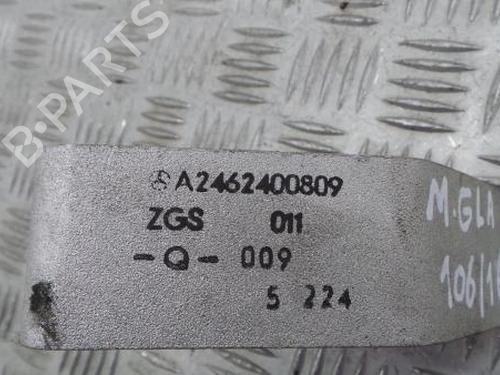 B-PARTS
A2462400809
ZGS 011
-Q- 009
5 224
M.GLA
106/1